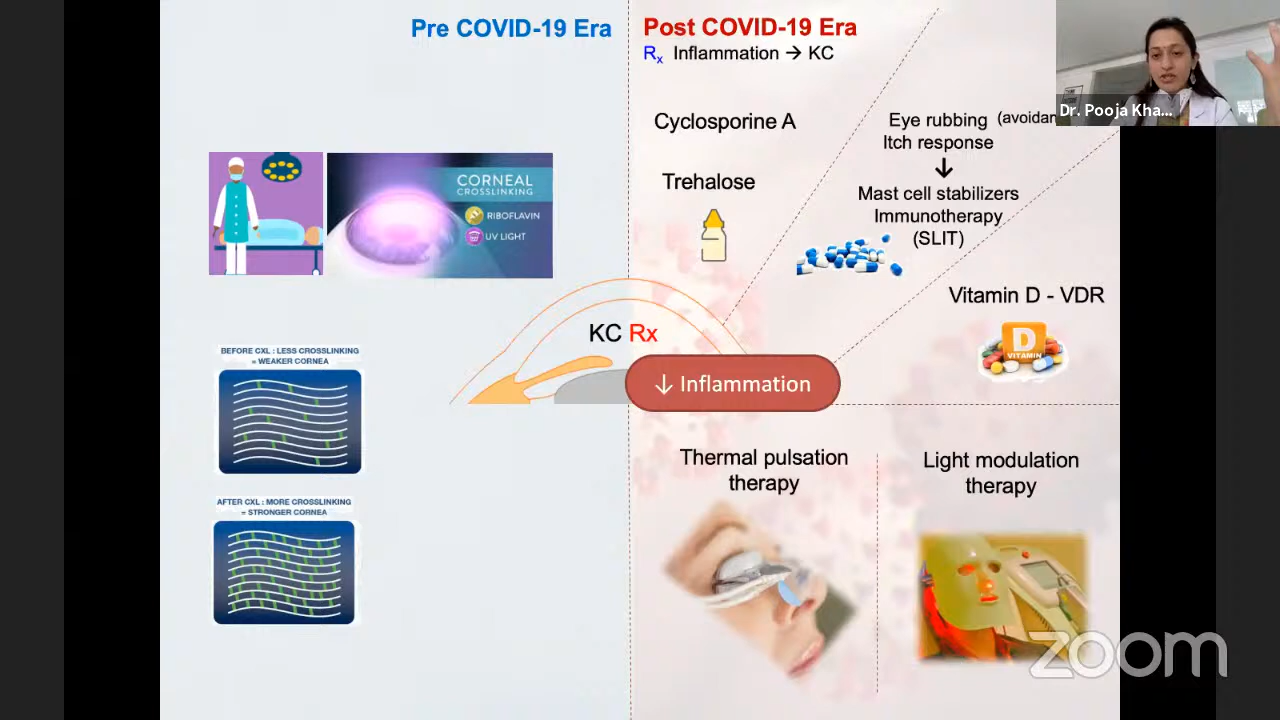 Pre COVID-19 Era
CORNEAL
CROSSLINKING
RIBOFLAVIN
UV LIGHT
BEFORE CXL : LESS CROSSLINKING
= WEAKER CORNEA
AFTER CXL : MORE CROSSLINKING
= STRONGER CORNEA
KC Rx
↓ Inflammation
Post COVID-19 Era
Rx Inflammation → KC
Cyclosporine A
Trehalose
Eye rubbing (avoidan
Itch response
↓
Mast cell stabilizers
Immunotherapy
(SLIT)
Vitamin D - VDR
D
VITAMIN
Thermal pulsation
therapy
Light modulation
therapy
Dr. Pooja Kha...
zoom